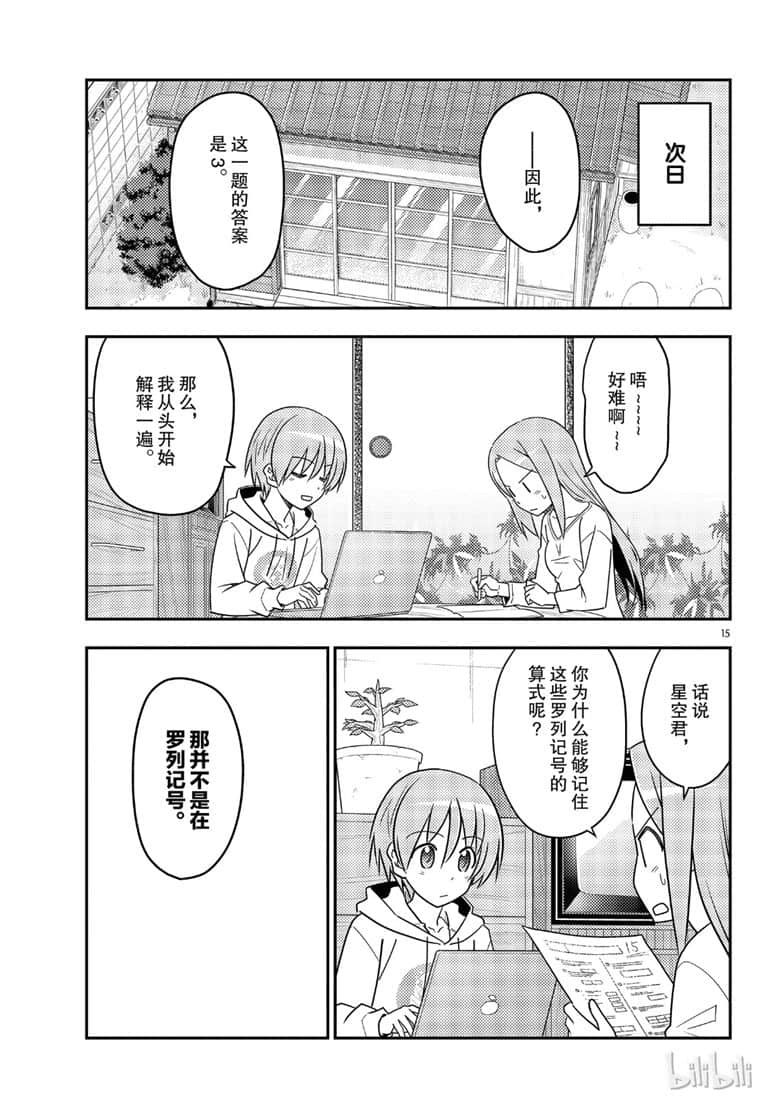 次日
——因此，
这一题的答案
是3。
唔~~~~
好难啊~~
那么，
我从头开始
解释一遍。
15
话说
星空君，
你为什么能够记住
这些罗列记号的
算式呢？
15
那并不是在
罗列记号。
bilibili